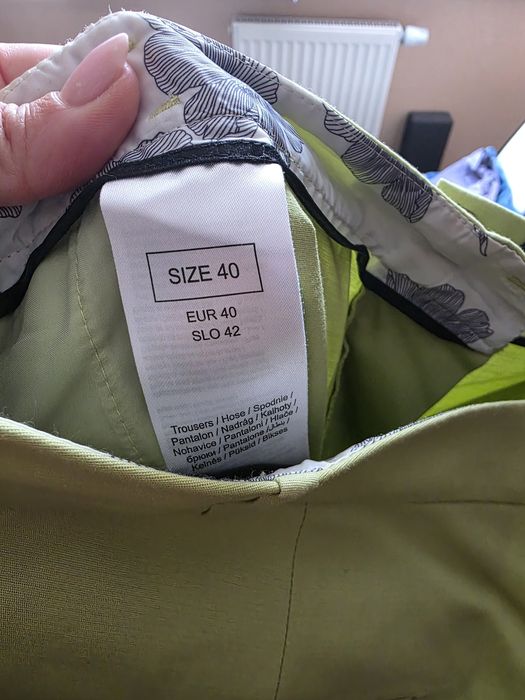 SIZE 40
EUR 40
SLO 42
Trousers / Hose / Spodnie /
Pantalon / Nadrág / Kalhoty /
Nohavice / Pantaloni / Hlače /
брюки / Pantalone / بنطلون /
Kelnės / Püksid / Bikses